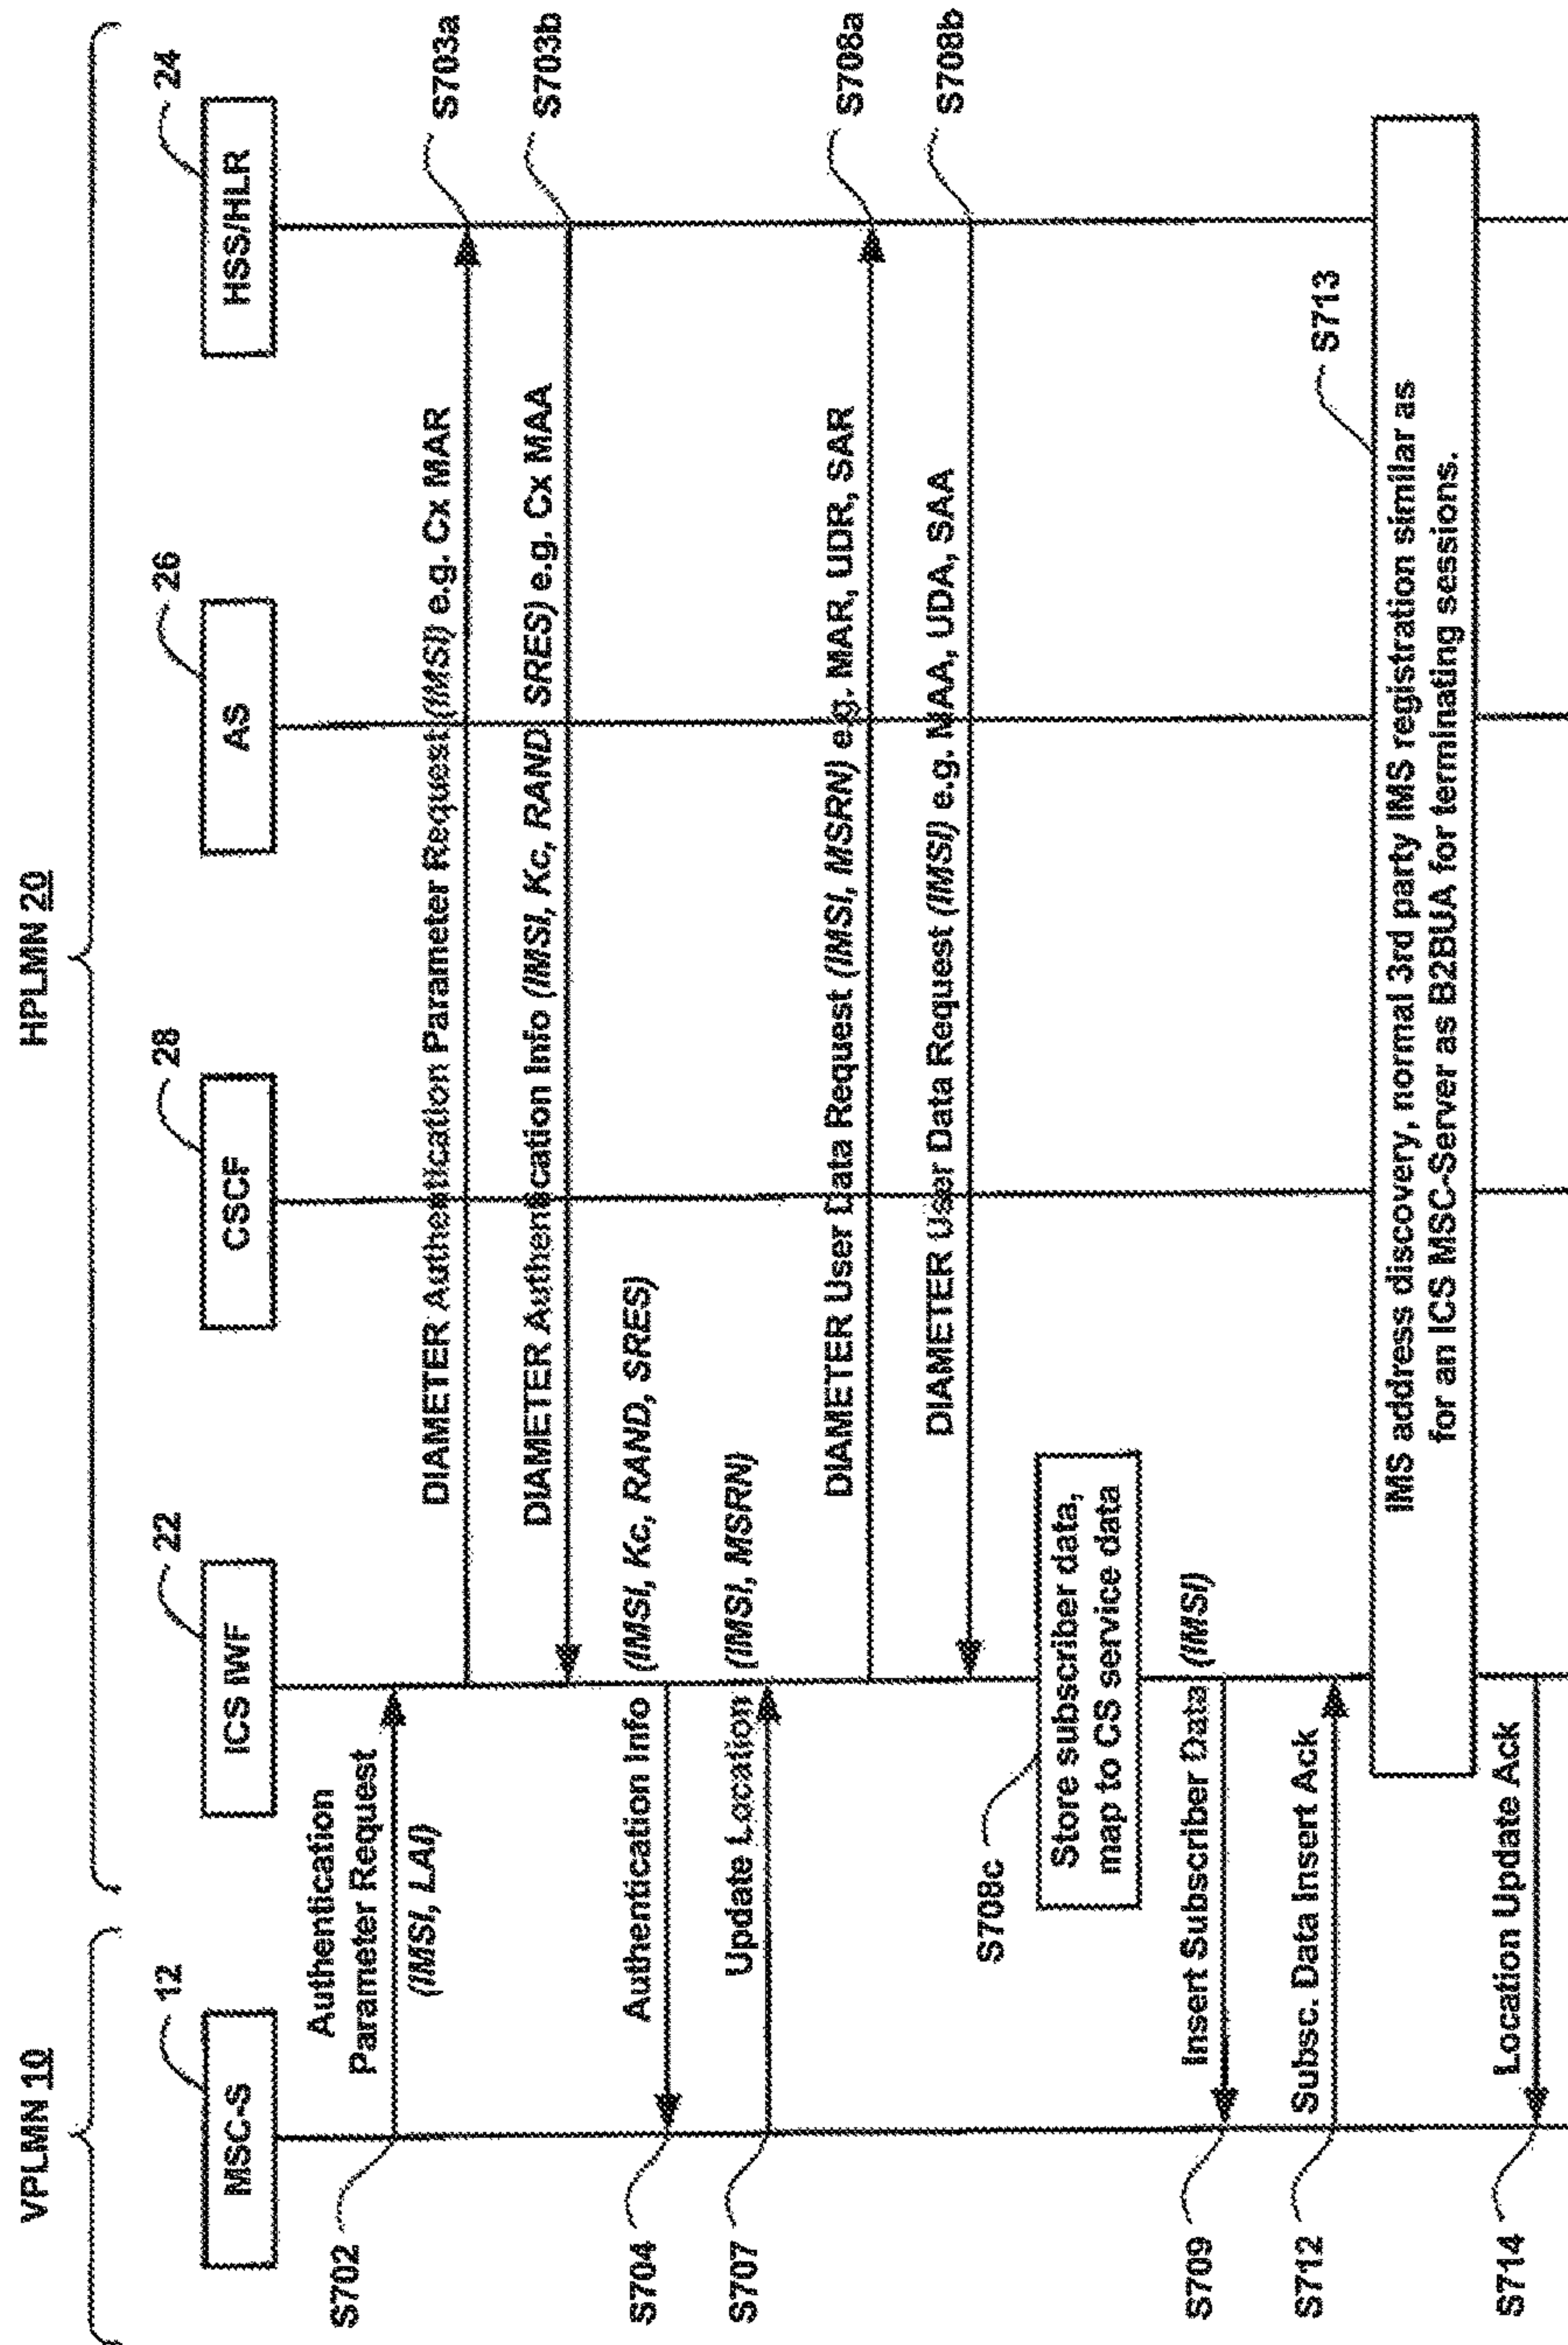 VPLMN 10
HPLMN 20
12
22
28
26
24
MSC-S
ICS IWF
CSCF
AS
HSS/HLR
S702
Authentication
Parameter Request
(IMSI, LAI)
DIAMETER Authentication Parameter Request (IMSI) e.g. Cx MAR
S703a
DIAMETER Authentication Info (IMSI, Kc, RAND SRES) e.g. Cx MAA
S703b
S704
Authentication Info (IMSI, Kc, RAND, SRES)
S707
Update Location (IMSI, MSRN)
DIAMETER User Data Request (IMSI, MSRN) e.g. MAR, UDR, SAR
S708a
DIAMETER User Data Request (IMSI) e.g. MAA, UDA, SAA
S708b
S708c
Store subscriber data,
map to CS service data
S709
Insert Subscriber Data (IMSI)
S712
Subsc. Data Insert Ack
S713
IMS address discovery, normal 3rd party IMS registration similar as
for an ICS MSC-Server as B2BUA for terminating sessions.
S714
Location Update Ack